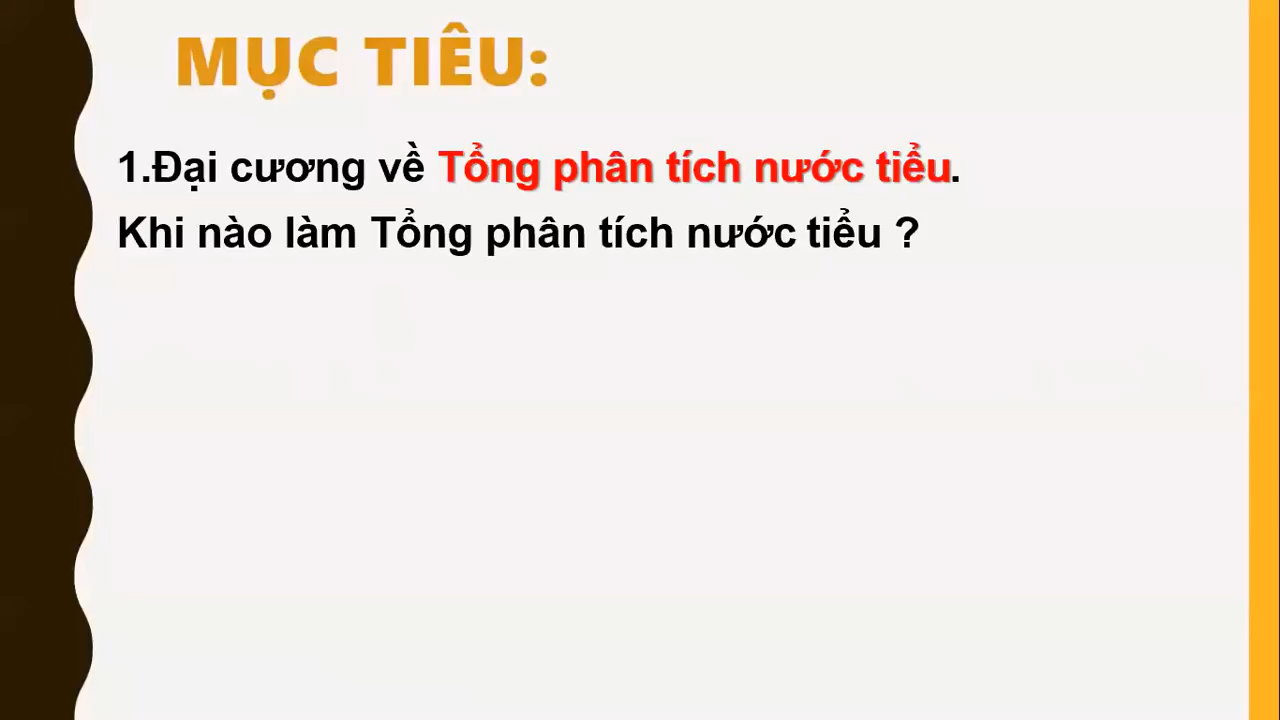 MỤC TIÊU:
1.Đại cương về Tổng phân tích nước tiểu.
Khi nào làm Tổng phân tích nước tiểu ?